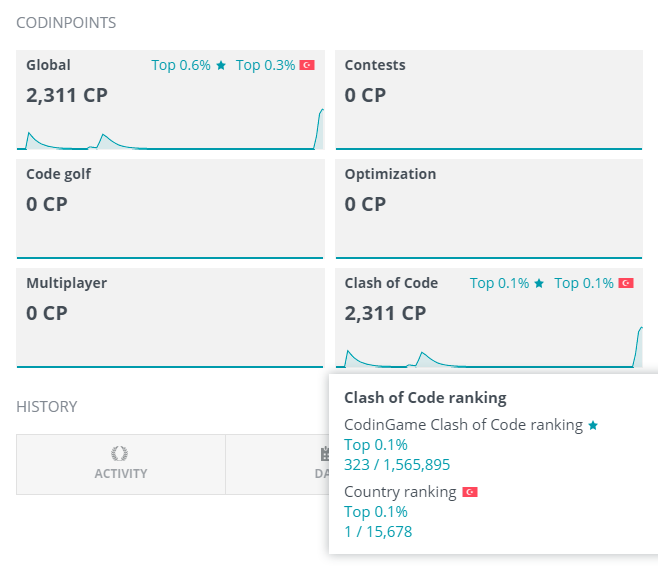 CODINPOINTS
Global Top 0.6% Top 0.3%
2,311 CP
Contests
0 CP
Code golf
0 CP
Optimization
0 CP
Multiplayer
0 CP
Clash of Code Top 0.1% Top 0.1%
2,311 CP
HISTORY
ACTIVITY
Clash of Code ranking
CodinGame Clash of Code ranking
Top 0.1%
323 / 1,565,895
Country ranking
Top 0.1%
1 / 15,678